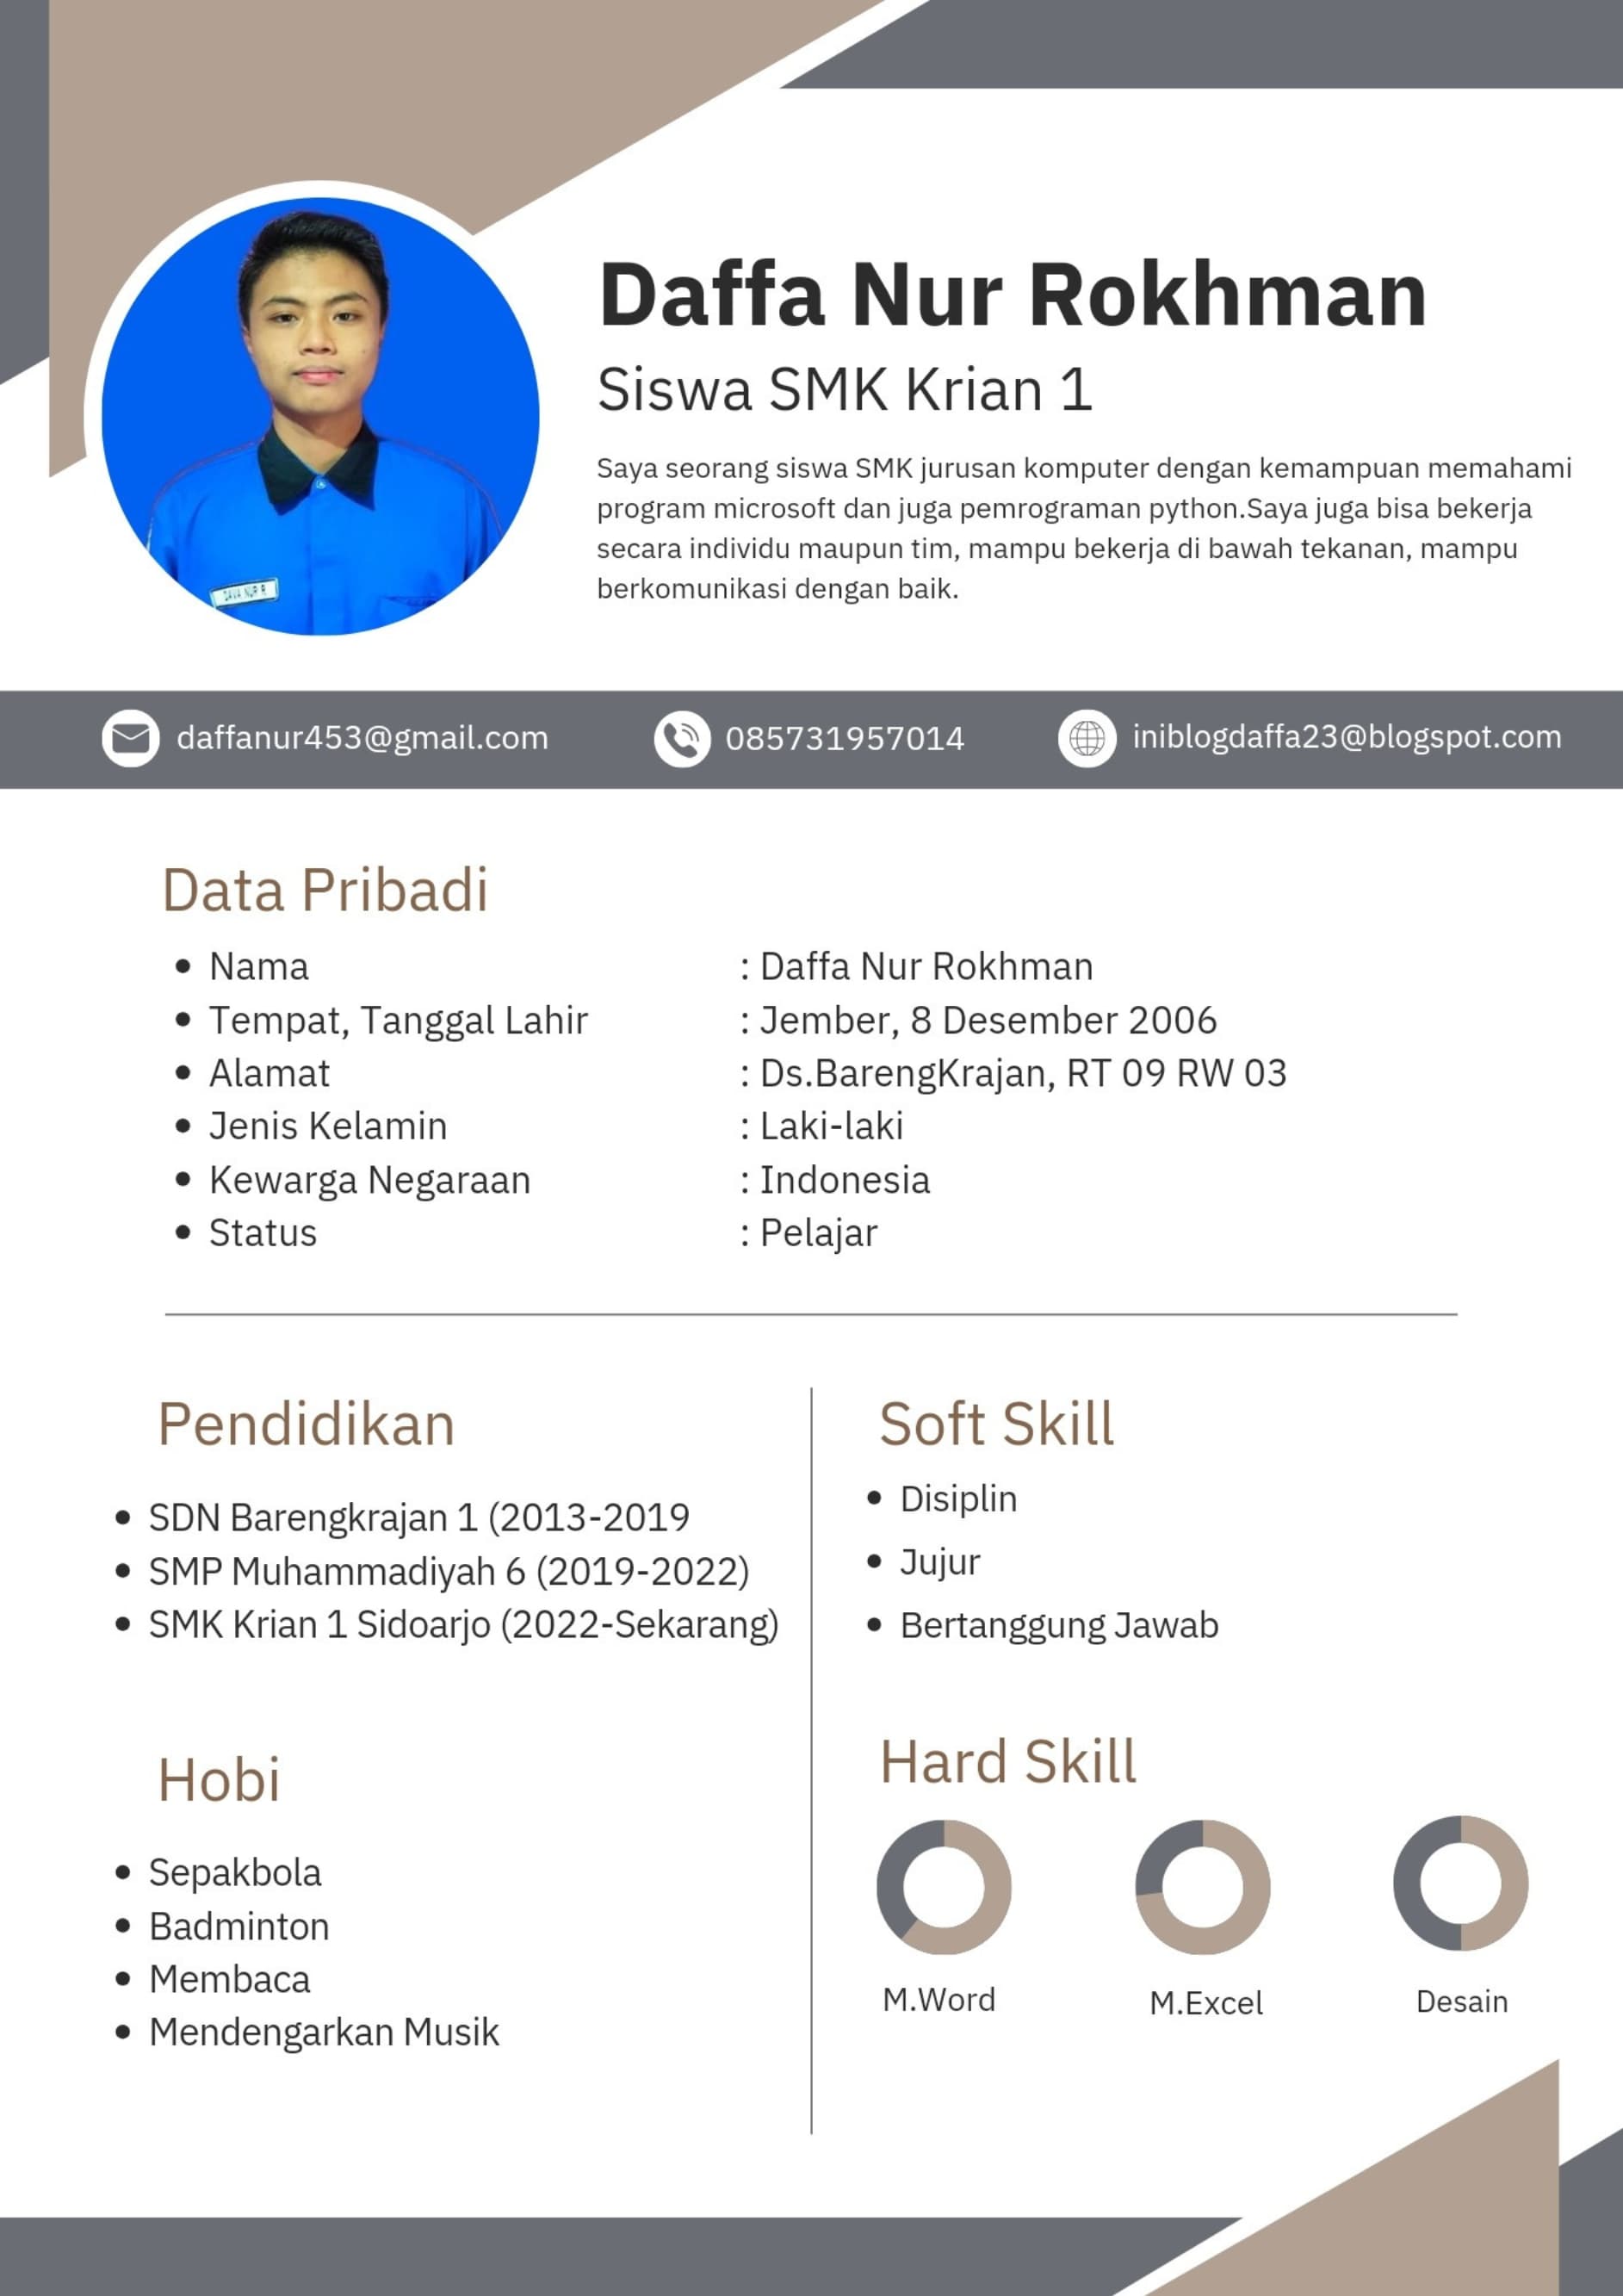 Daffa Nur Rokhman
Siswa SMK Krian 1
Saya seorang siswa SMK jurusan komputer dengan kemampuan memahami
program microsoft dan juga pemrograman python.Saya juga bisa bekerja
secara individu maupun tim, mampu bekerja di bawah tekanan, mampu
berkomunikasi dengan baik.
DAVA NUR R
daffanur453@gmail.com
085731957014
iniblogdaffa23@blogspot.com
Data Pribadi
• Nama : Daffa Nur Rokhman
• Tempat, Tanggal Lahir : Jember, 8 Desember 2006
• Alamat : Ds.BarengKrajan, RT 09 RW 03
• Jenis Kelamin : Laki-laki
• Kewarga Negaraan : Indonesia
• Status : Pelajar
Pendidikan
• SDN Barengkrajan 1 (2013-2019
• SMP Muhammadiyah 6 (2019-2022)
• SMK Krian 1 Sidoarjo (2022-Sekarang)
Hobi
• Sepakbola
• Badminton
• Membaca
• Mendengarkan Musik
Soft Skill
• Disiplin
• Jujur
• Bertanggung Jawab
Hard Skill
M.Word
M.Excel
Desain